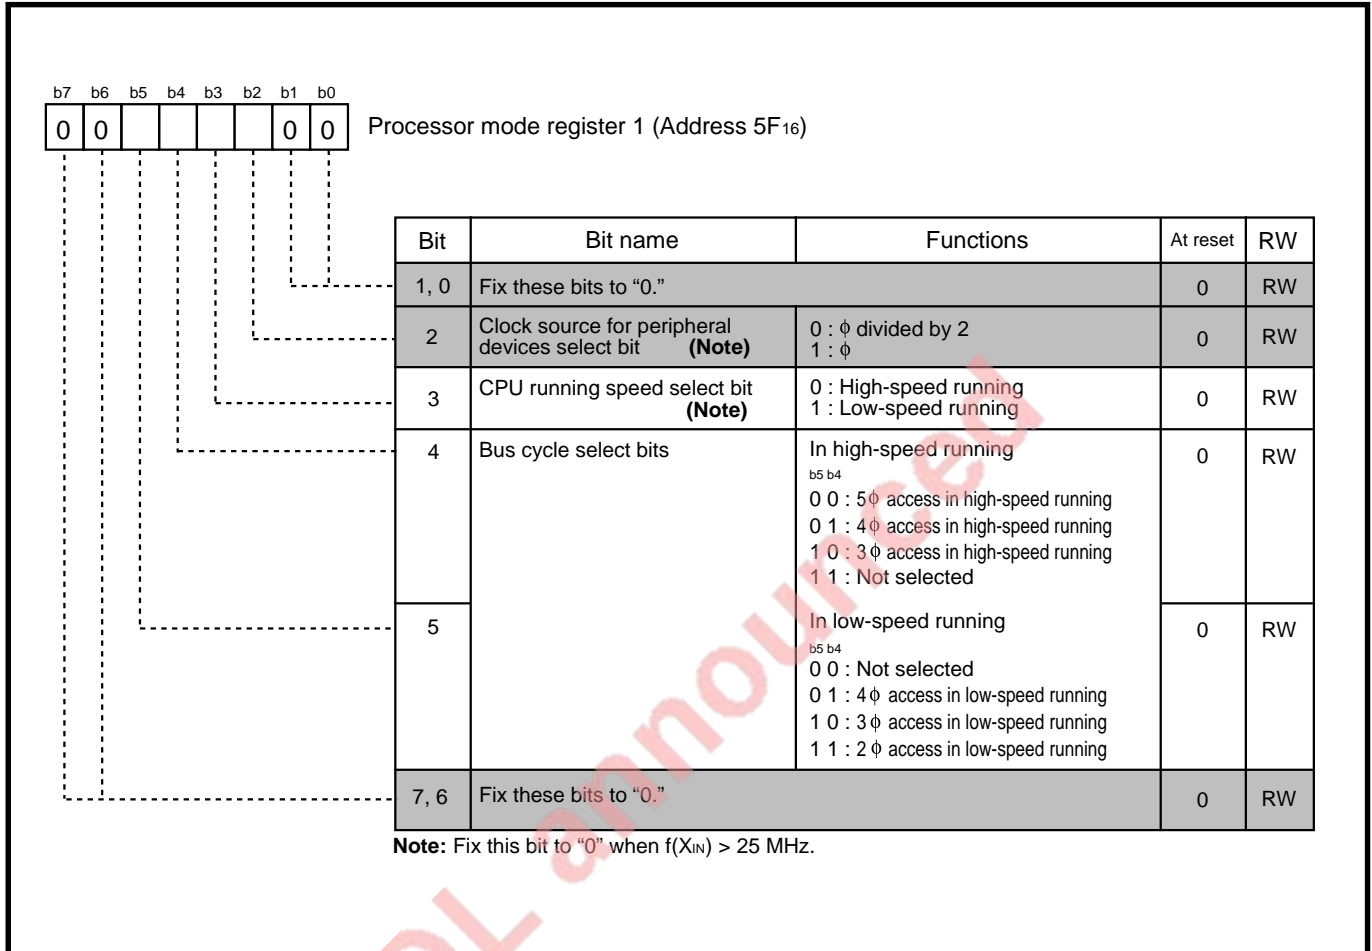 b7 b6 b5 b4 b3 b2 b1 b0
0 0 0 0
Processor mode register 1 (Address 5F16)
Bit Bit name Functions At reset RW
1, 0 Fix these bits to “0.” 0 RW
2 Clock source for peripheral devices select bit (Note) 0 : ϕ divided by 2 0 RW
1 : ϕ
3 CPU running speed select bit (Note) 0 : High-speed running 0 RW
1 : Low-speed running
4 Bus cycle select bits In high-speed running 0 RW
b5 b4
0 0 : 5ϕ access in high-speed running
0 1 : 4ϕ access in high-speed running
1 0 : 3ϕ access in high-speed running
1 1 : Not selected
5 In low-speed running 0 RW
b5 b4
0 0 : Not selected
0 1 : 4ϕ access in low-speed running
1 0 : 3ϕ access in low-speed running
1 1 : 2ϕ access in low-speed running
7, 6 Fix these bits to “0.” 0 RW
Note: Fix this bit to “0” when f(XIN) > 25 MHz.
announced